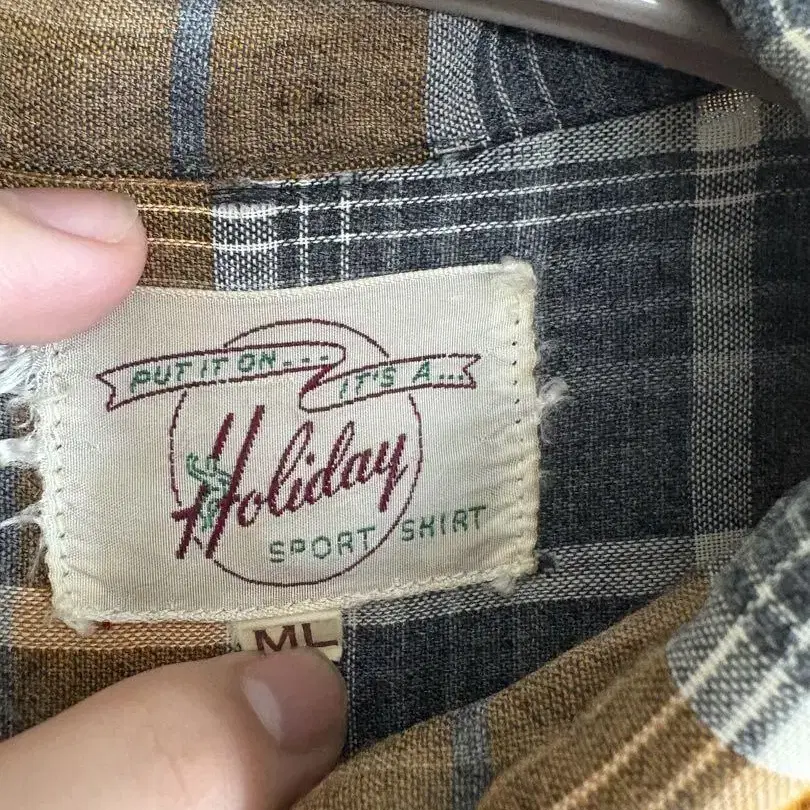 PUT IT ON...
IT'S A...
Holiday
SPORT SHIRT
ML